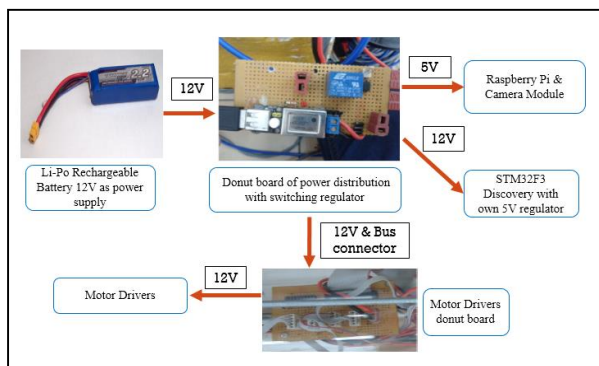 12V
5V
Raspberry Pi &
Camera Module
12V
Li-Po Rechargeable
Battery 12V as power
supply
Donut board of power distribution
with switching regulator
STM32F3
Discovery with
own 5V regulator
12V & Bus
connector
12V
Motor Drivers
Motor Drivers
donut board
2.2